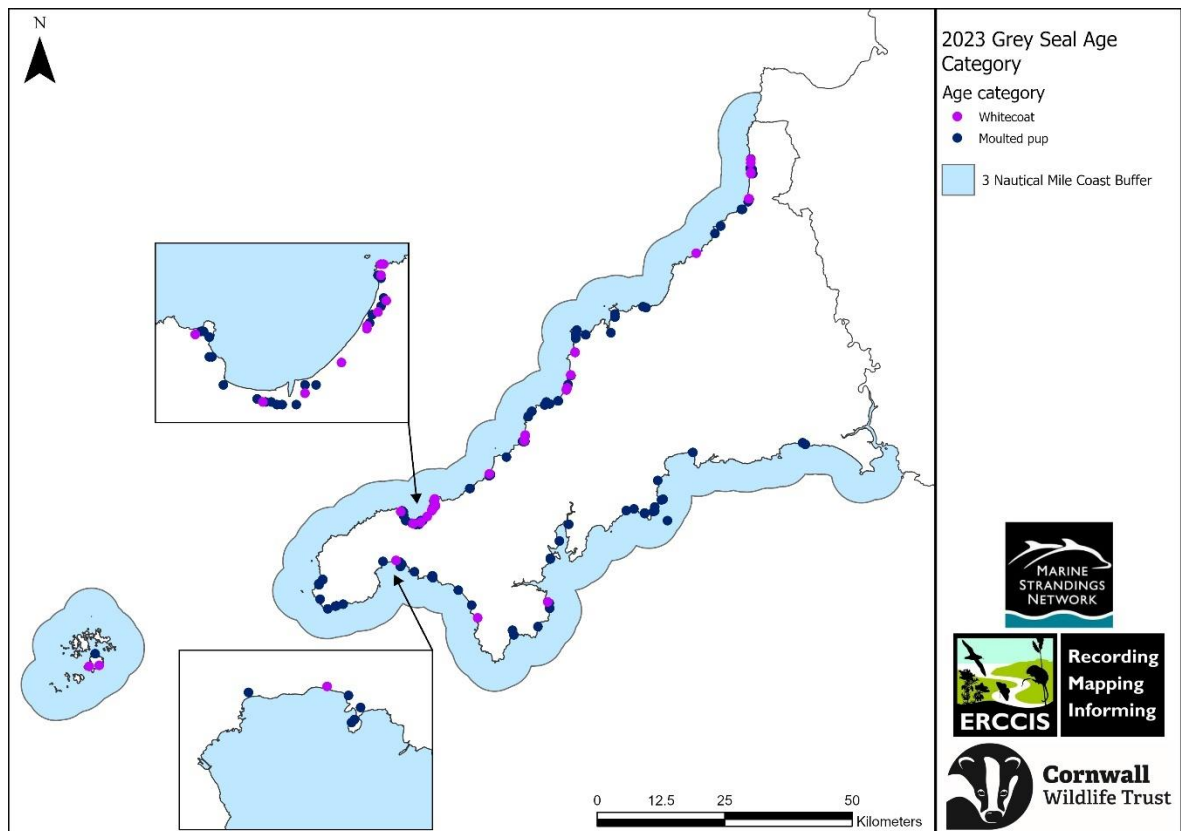 N
2023 Grey Seal Age
Category
Age category
Whitecoat
Moulted pup
3 Nautical Mile Coast Buffer
MARINE
STRANDINGS
NETWORK
ERCCIS
Recording
Mapping
Informing
Cornwall
Wildlife Trust
0 12.5 25 50
Kilometers